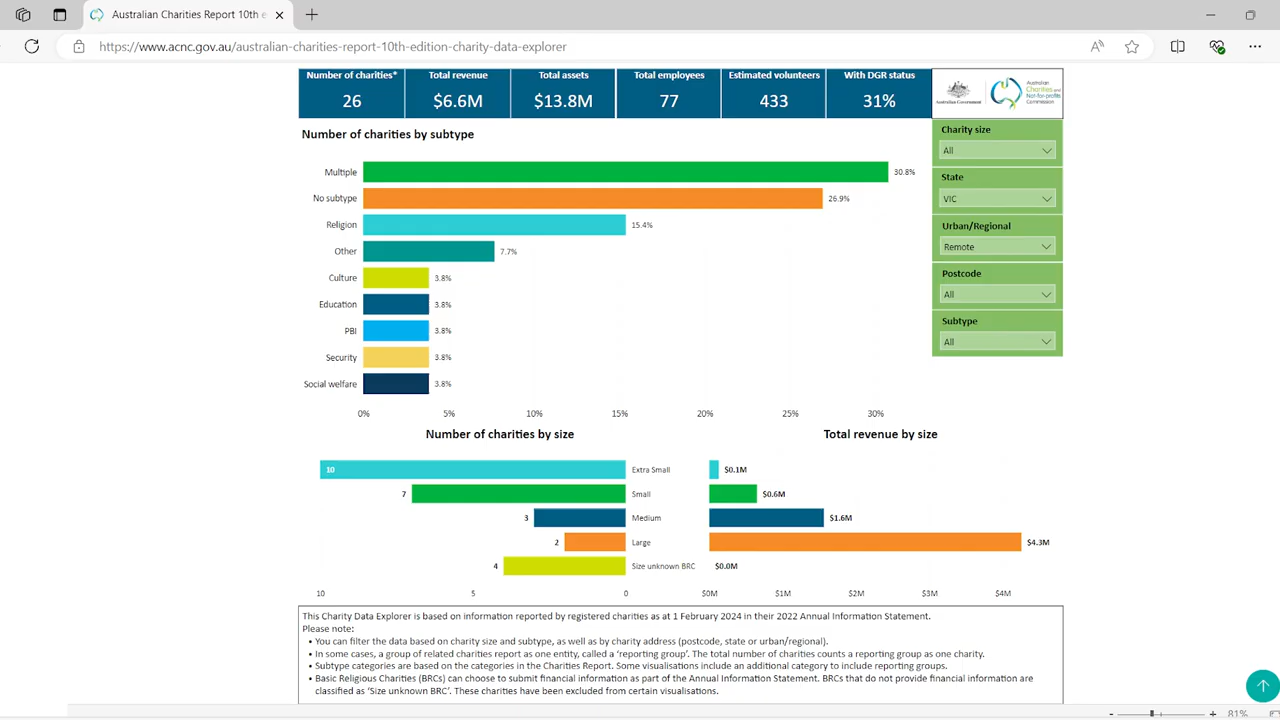 Australian Charities Report 10th e
https://www.acnc.gov.au/australian-charities-report-10th-edition-charity-data-explorer
Number of charities* Total revenue Total assets Total employees Estimated volunteers With DGR status
26 $6.6M $13.8M 77 433 31%
Australian Government
Australian
Charities and
Not-for-profits
Commission
Number of charities by subtype
Charity size
All
State
VIC
Urban/Regional
Remote
Postcode
All
Subtype
All
Multiple 30.8%
No subtype 26.9%
Religion 15.4%
Other 7.7%
Culture 3.8%
Education 3.8%
PBI 3.8%
Security 3.8%
Social welfare 3.8%
0% 5% 10% 15% 20% 25% 30%
Number of charities by size Total revenue by size
10 Extra Small $0.1M
7 Small $0.6M
3 Medium $1.6M
2 Large $4.3M
4 Size unknown BRC $0.0M
10 5 0 $0M $1M $2M $3M $4M
This Charity Data Explorer is based on information reported by registered charities as at 1 February 2024 in their 2022 Annual Information Statement.
Please note:
• You can filter the data based on charity size and subtype, as well as by charity address (postcode, state or urban/regional).
• In some cases, a group of related charities report as one entity, called a ‘reporting group’. The total number of charities counts a reporting group as one charity.
• Subtype categories are based on the categories in the Charities Report. Some visualisations include an additional category to include reporting groups.
• Basic Religious Charities (BRCs) can choose to submit financial information as part of the Annual Information Statement. BRCs that do not provide financial information are
classified as ‘Size unknown BRC’. These charities have been excluded from certain visualisations.
- + 81%